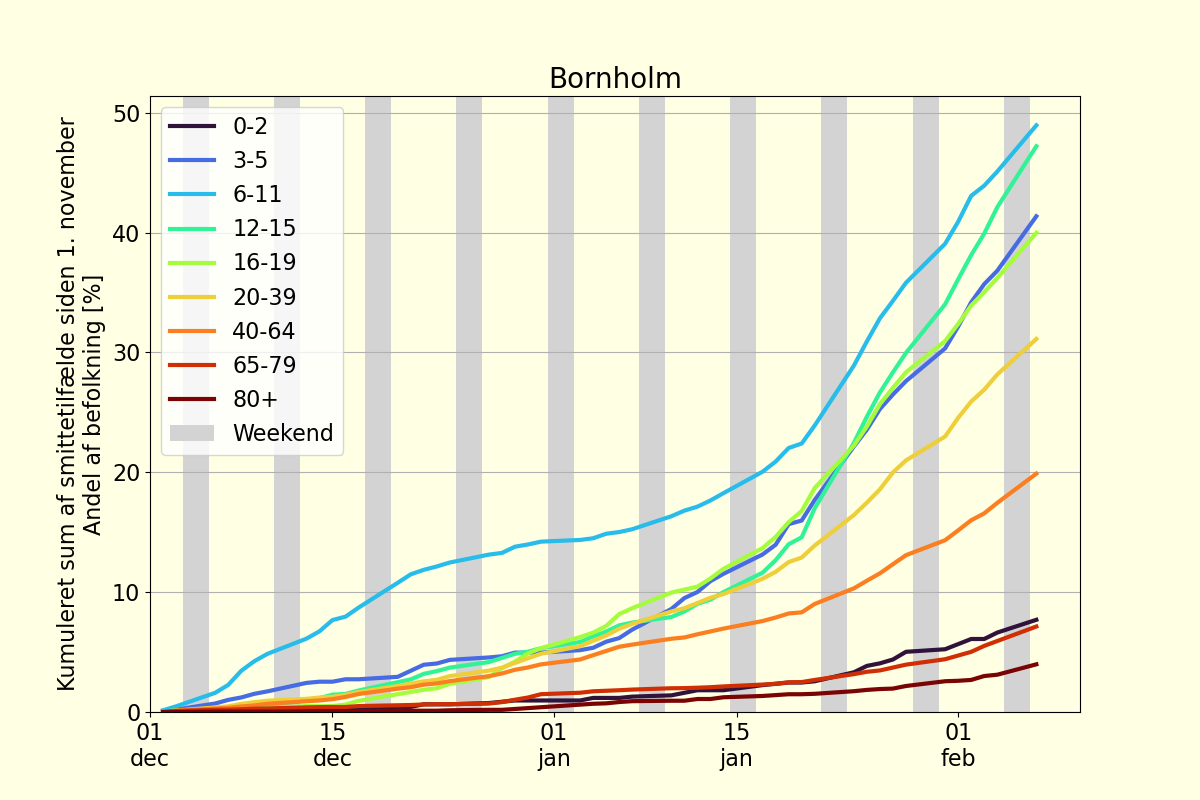 Bornholm
Kumuleret sum af smittetilfælde siden 1. november
Andel af befolkning [%]
50
40
30
20
10
0
0-2
3-5
6-11
12-15
16-19
20-39
40-64
65-79
80+
Weekend
01 15 01 15 01
dec dec jan jan feb